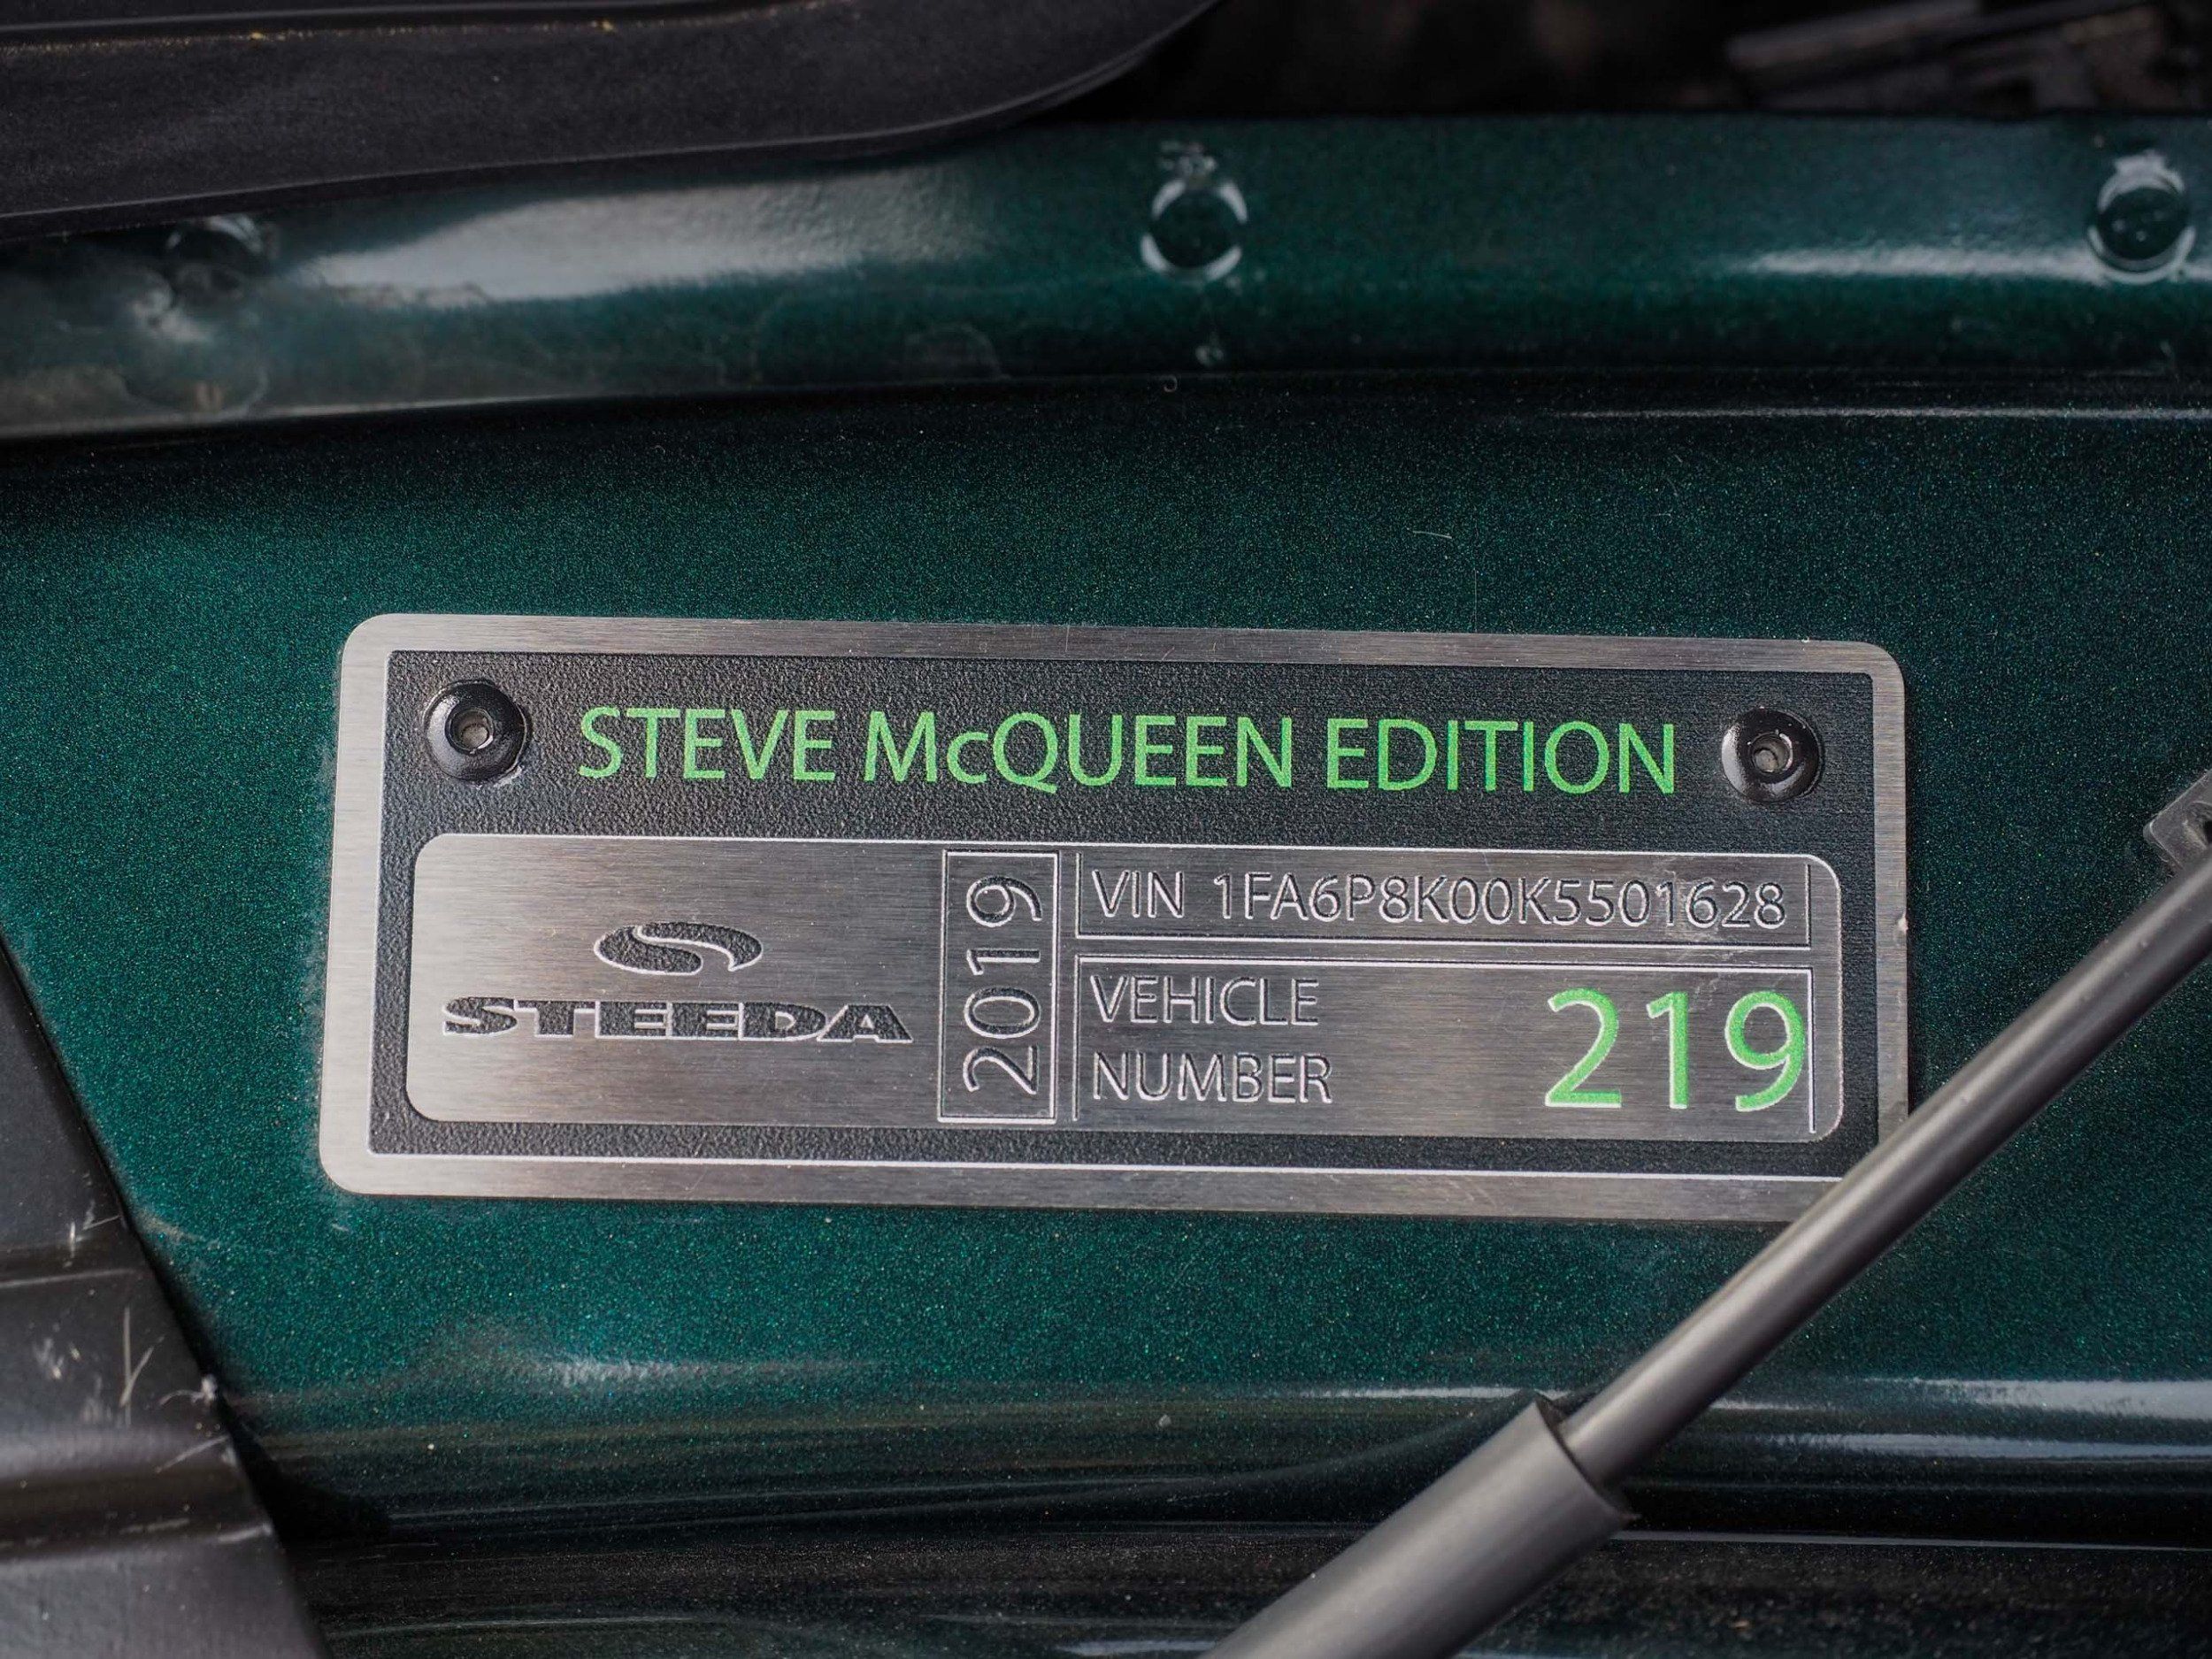 STEVE McQUEEN EDITION
STEEDA
2019
VIN 1FA6P8K00K5501628
VEHICLE
NUMBER
219